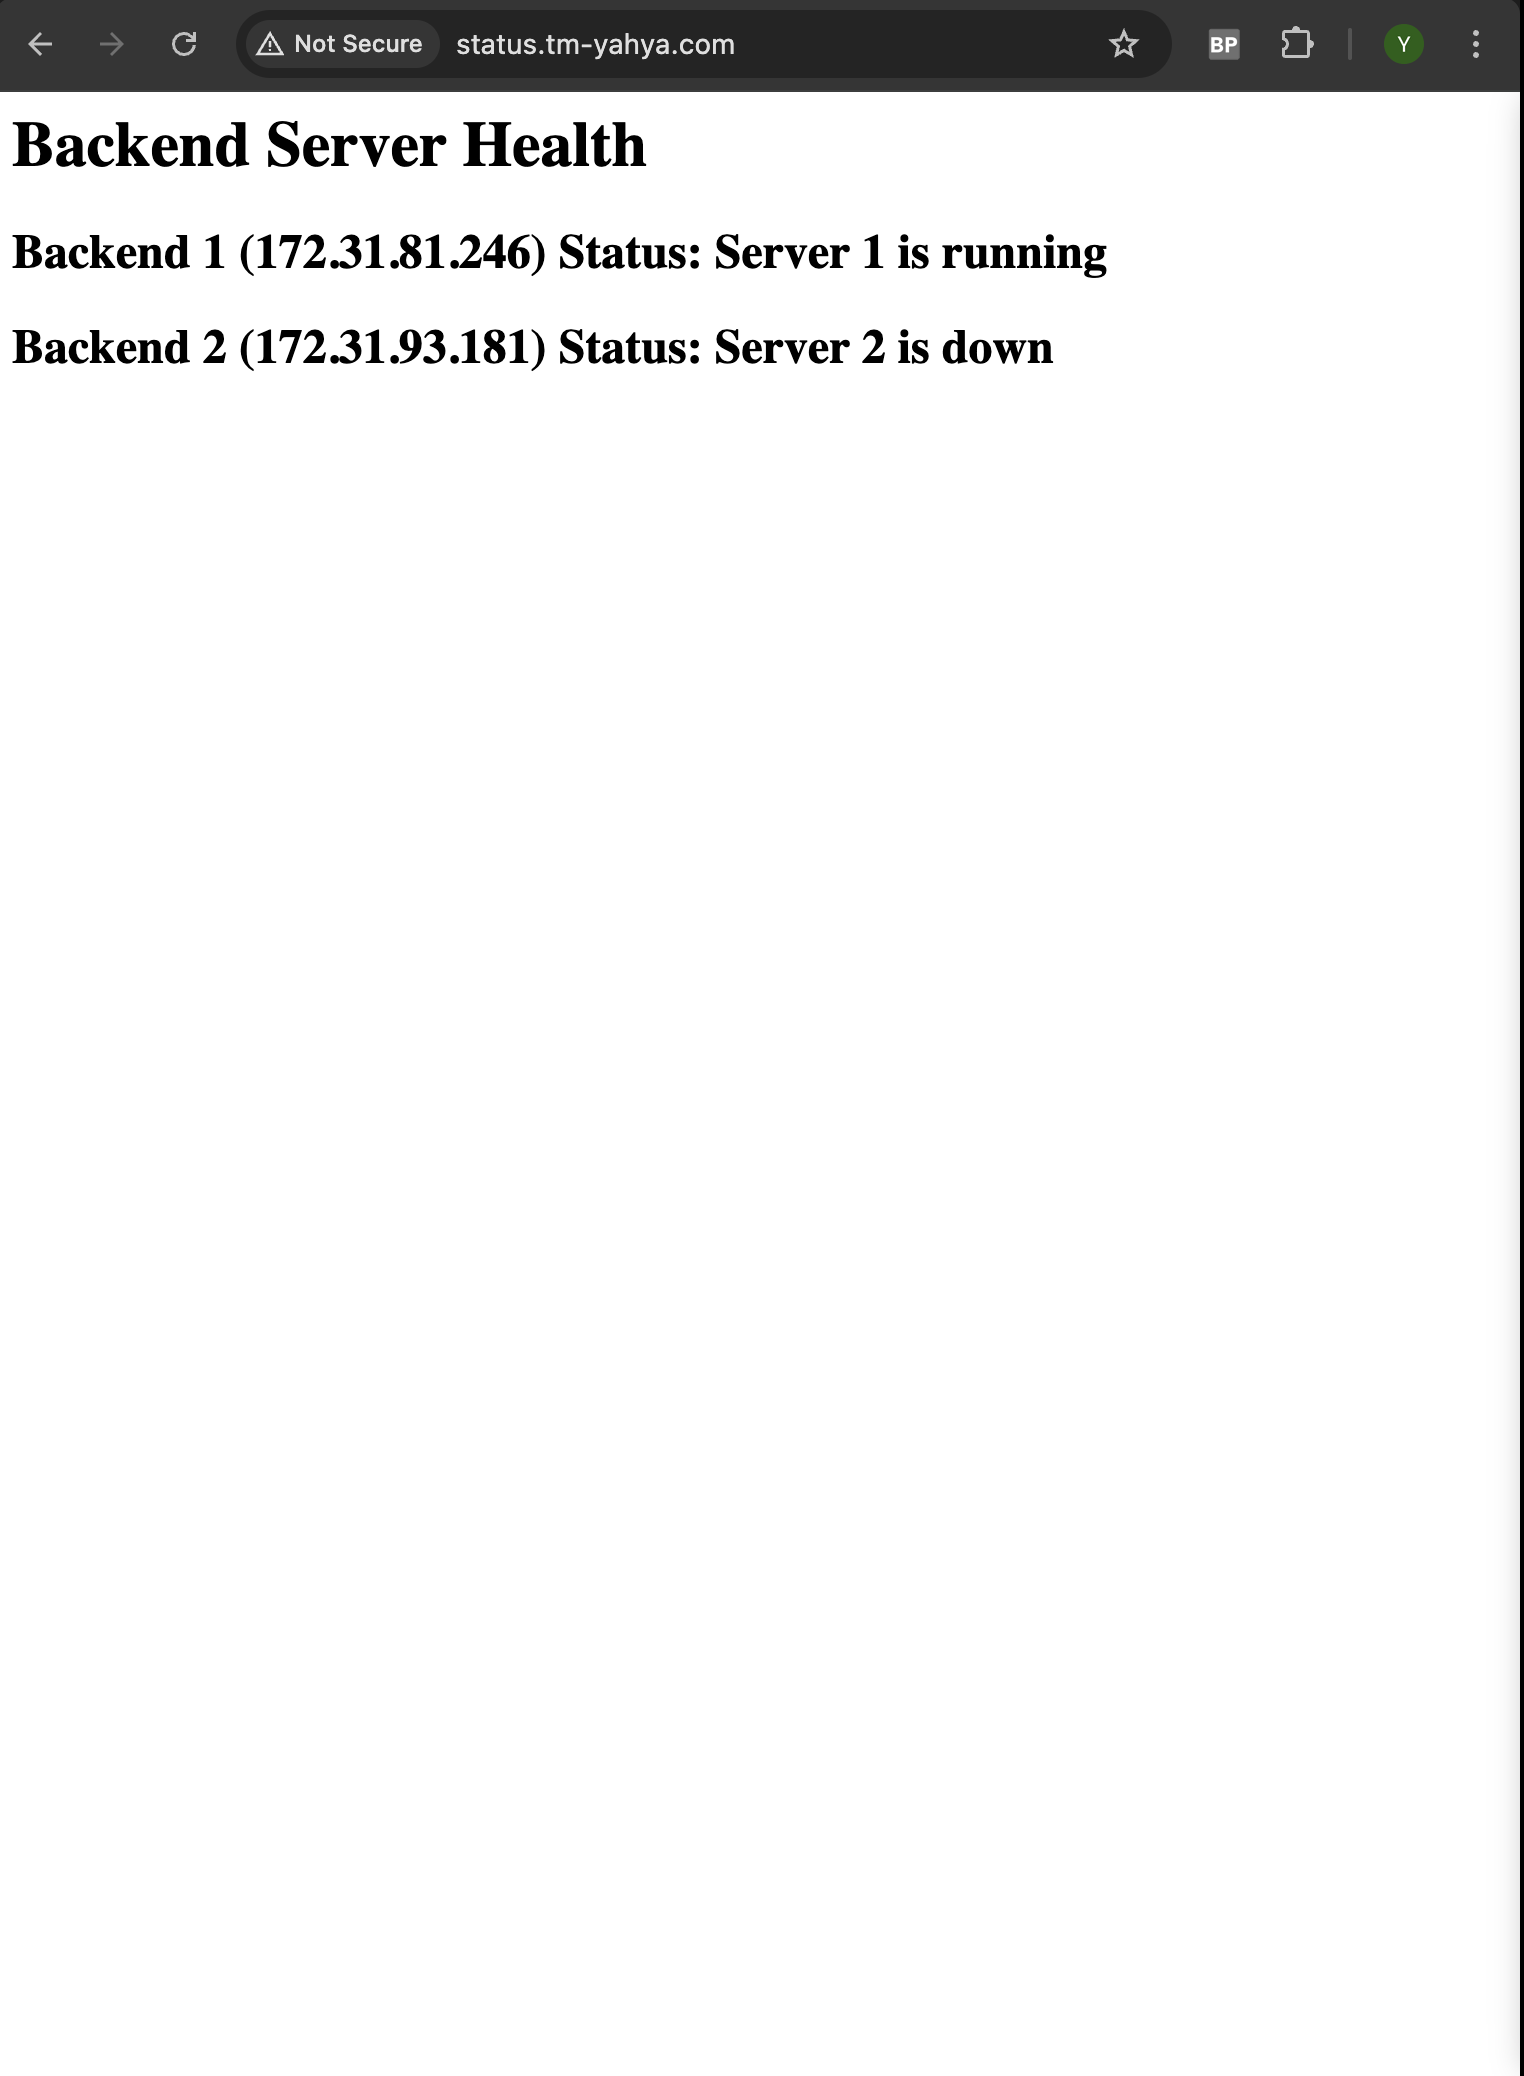 Not Secure status.tm-yahya.com BP Y
Backend Server Health
Backend 1 (172.31.81.246) Status: Server 1 is running
Backend 2 (172.31.93.181) Status: Server 2 is down